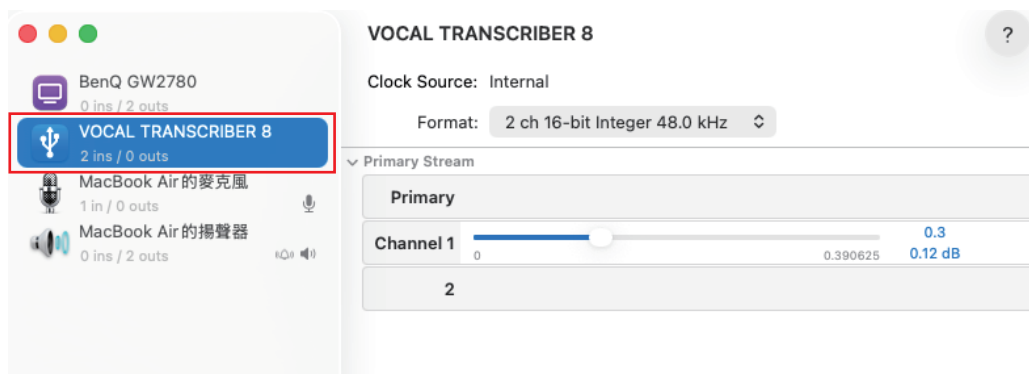 BenQ GW2780
0 ins / 2 outs
VOCAL TRANSCRIBER 8
2 ins / 0 outs
MacBook Air的麥克風
1 in / 0 outs
MacBook Air的揚聲器
0 ins / 2 outs
VOCAL TRANSCRIBER 8
?
Clock Source: Internal
Format: 2 ch 16-bit Integer 48.0 kHz
Primary Stream
Primary
Channel 1
0
0.390625
0.3
0.12 dB
2